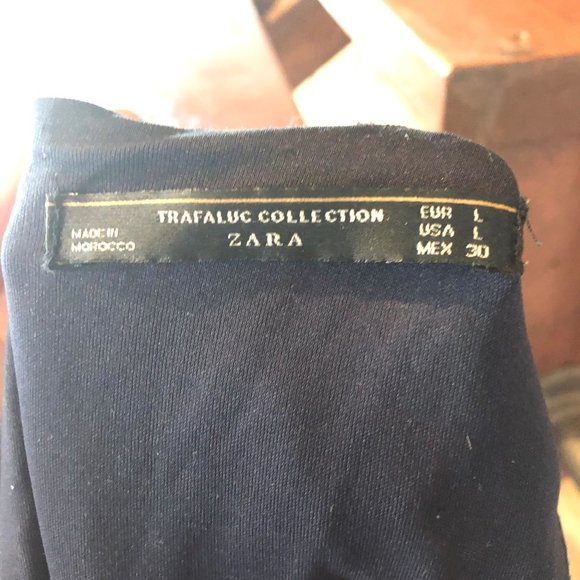 TRAFALUC COLLECTION
ZARA
MADE IN
MOROCCO
EUR L
USA L
MEX 30